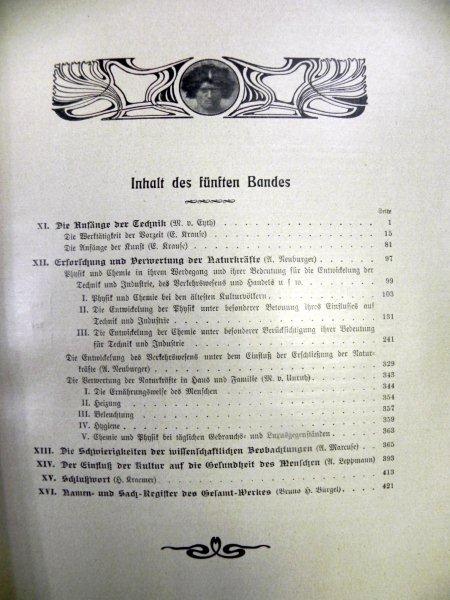 Inhalt des fünften Bandes
Seite
XI. Die Anfänge der Technik (M. v. Eyth) 1
Die Werktätigkeit der Vorzeit (E. Krause) 15
Die Anfänge der Kunst (E. Krause) 81
XII. Erforschung und Verwertung der Naturkräfte (A. Neuburger) 97
Physik und Chemie in ihrem Werdegang und ihrer Bedeutung für die Entwickelung der
Technik und Industrie, des Verkehrswesens und Handels u s w. 99
I. Physik und Chemie bei den ältesten Kulturvölkern 103
II. Die Entwickelung der Physik unter besonderer Betonung ihres Einflusses auf
Technik und Industrie 131
III. Die Entwickelung der Chemie unter besonderer Berücksichtigung ihrer Bedeutung
für Technik und Industrie 241
Die Entwickelung des Verkehrswesens unter dem Einfluß der Erschließung der Natur-
kräfte (A. Neuburger) 329
Die Verwertung der Naturkräfte in Haus und Familie (M. v. Unruth) 343
I. Die Ernährungsweise des Menschen 344
II. Heizung 354
III. Beleuchtung 357
IV. Hygiene 359
V. Chemie und Physik bei täglichen Gebrauchs- und Luxusgegenständen 363
XIII. Die Schwierigkeiten der wissenschaftlichen Beobachtungen (A. Marcuse) 365
XIV. Der Einfluß der Kultur auf die Gesundheit des Menschen (A. Leppmann) 393
XV. Schlußwort (H. Kraemer) 413
XVI. Namen- und Sach-Register des Gesamt-Werkes (Bruno H. Bürgel) 421